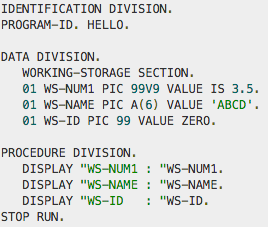 IDENTIFICATION DIVISION.
PROGRAM-ID. HELLO.

DATA DIVISION.
   WORKING-STORAGE SECTION.
   01 WS-NUM1 PIC 99V9 VALUE IS 3.5.
   01 WS-NAME PIC A(6) VALUE 'ABCD'.
   01 WS-ID PIC 99 VALUE ZERO.

PROCEDURE DIVISION.
   DISPLAY "WS-NUM1 : "WS-NUM1.
   DISPLAY "WS-NAME : "WS-NAME.
   DISPLAY "WS-ID   : "WS-ID.
STOP RUN.